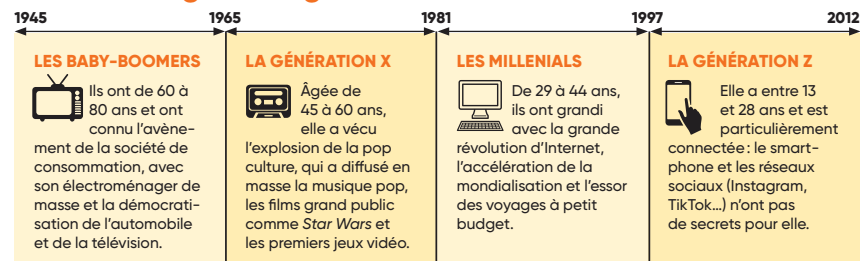 1945 1965 1981 1997 2012
LES BABY-BOOMERS
Ils ont de 60 à
80 ans et ont
connu l'avène-
ment de la société de
consommation, avec
son électroménager de
masse et la démocrati-
sation de l'automobile
et de la télévision.
LA GÉNÉRATION X
Âgée de
45 à 60 ans,
elle a vécu
l'explosion de la pop
culture, qui a diffusé en
masse la musique pop,
les films grand public
comme Star Wars et
les premiers jeux vidéo.
LES MILLENIALS
De 29 à 44 ans,
ils ont grandi
avec la grande
révolution d'Internet,
l'accélération de la
mondialisation et l'essor
des voyages à petit
budget.
LA GÉNÉRATION Z
Elle a entre 13
et 28 ans et est
particulièrement
connectée : le smart-
phone et les réseaux
sociaux (Instagram,
TikTok…) n'ont pas
de secrets pour elle.